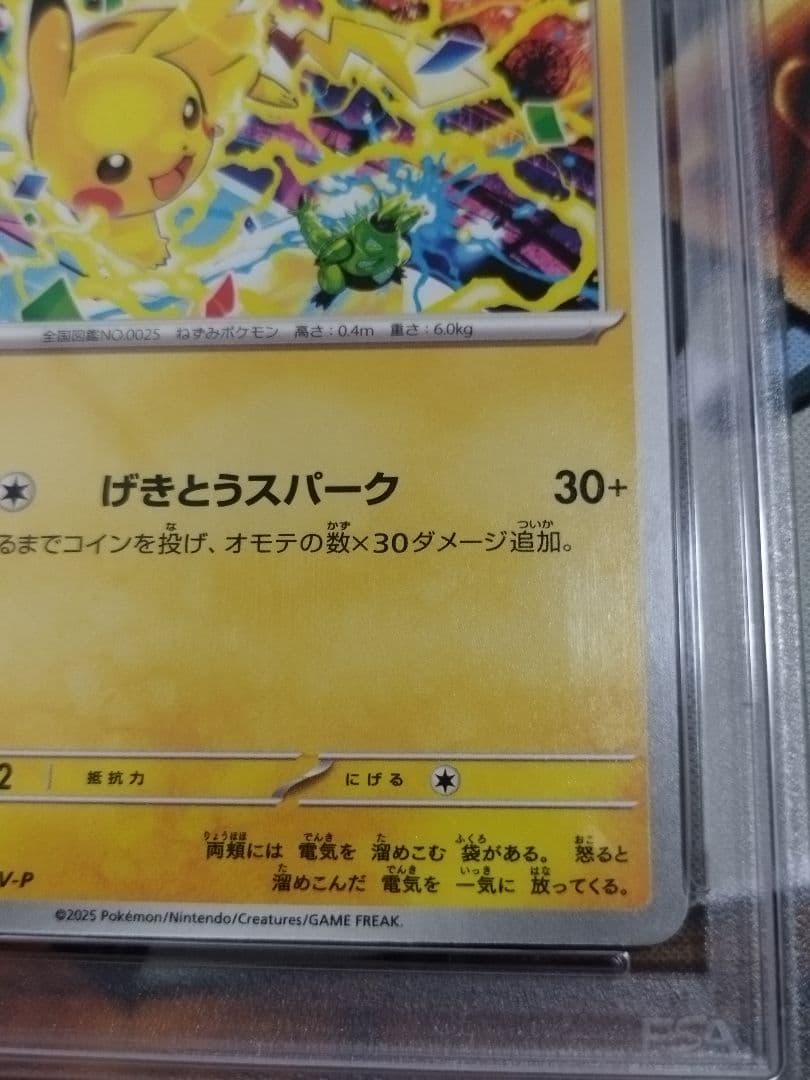 全国図鑑NO.0025 ねずみポケモン 高さ:0.4m 重さ:6.0kg
げきとうスパーク 30+
るまでコインを投げ、オモテの数×30ダメージ追加。
2 抵抗力 にげる
両頬には 電気を 溜めこむ 袋がある。 怒ると
V-P 溜めこんだ 電気を 一気に 放ってくる。
©2025 Pokémon/Nintendo/Creatures/GAME FREAK.
PSA